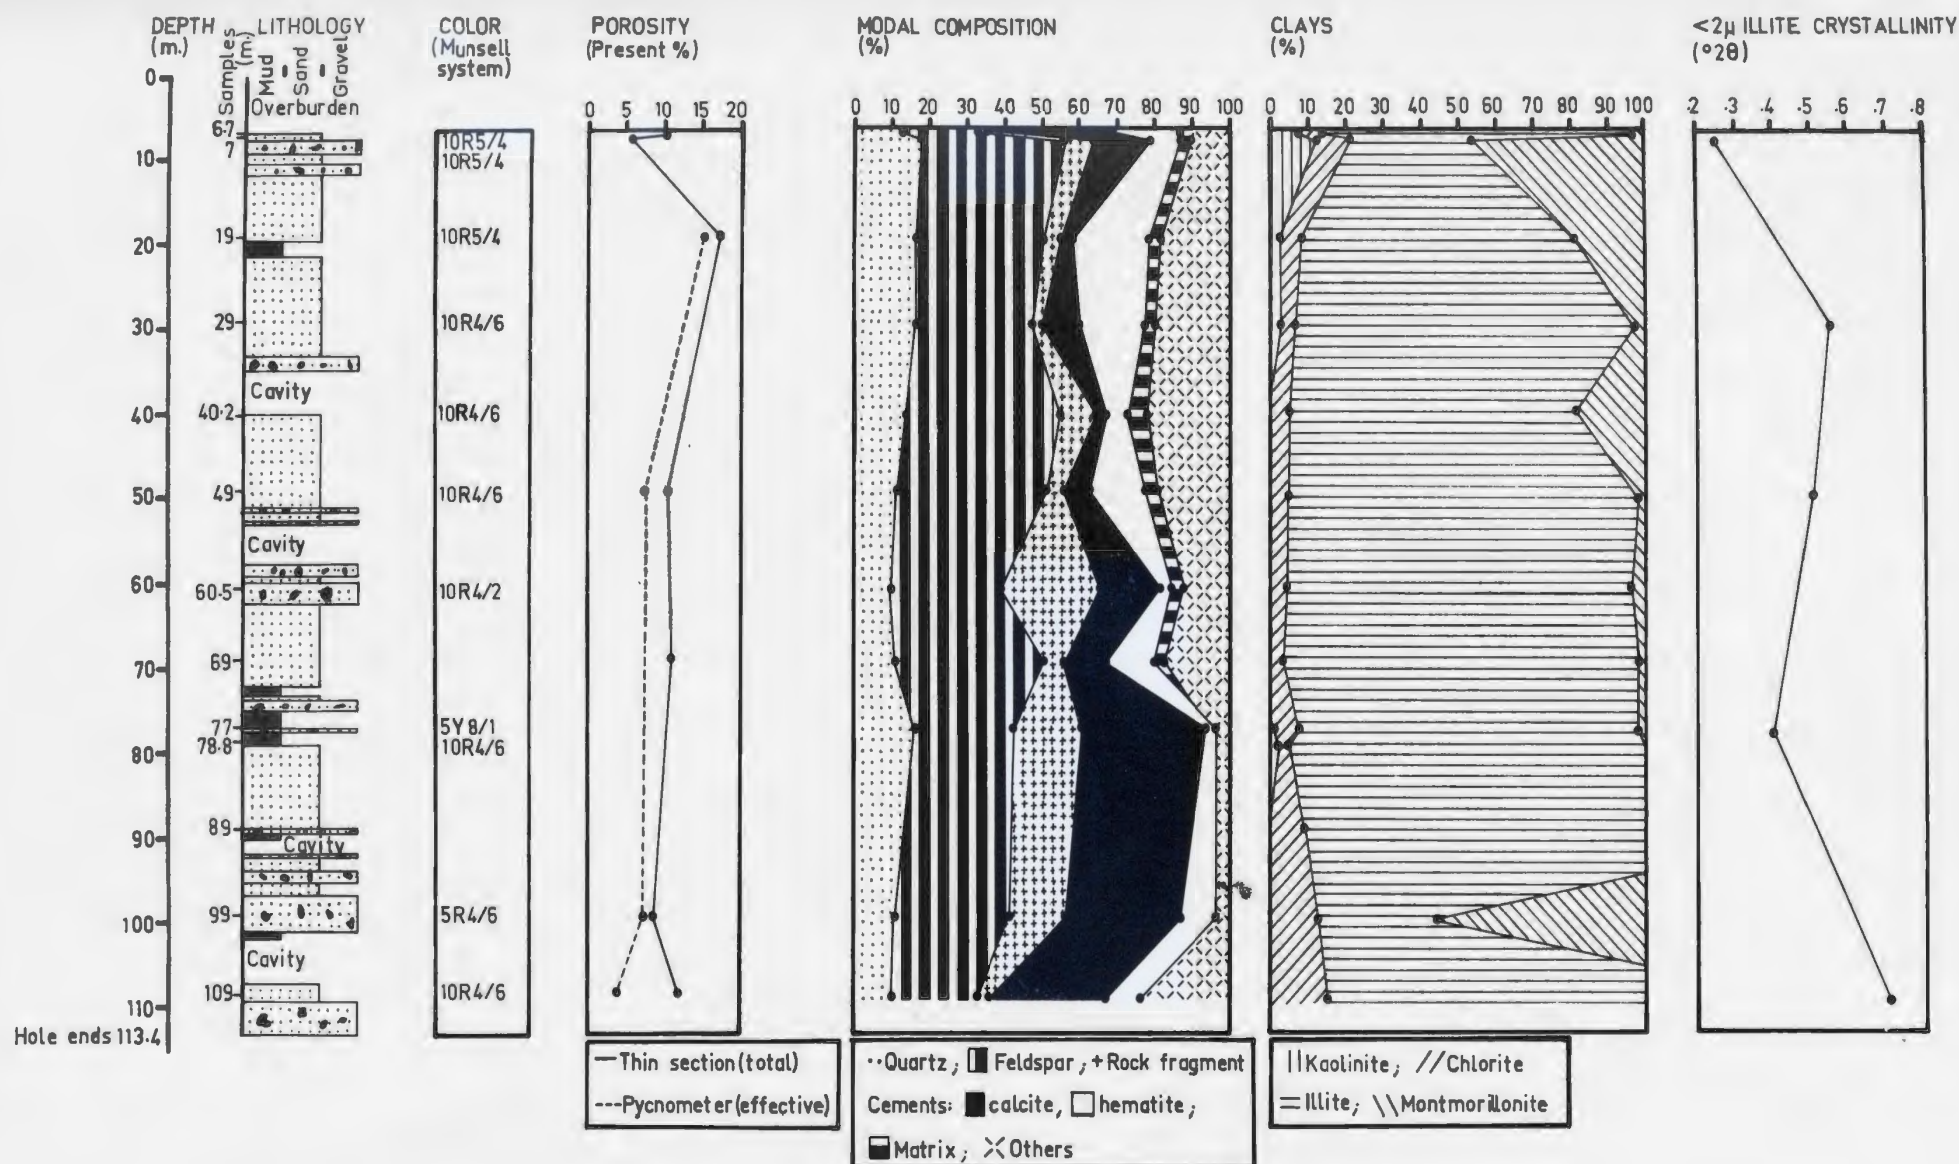 DEPTH
(m.)
Samples
(m.)
LITHOLOGY
Mud
Sand
Gravel
COLOR
(Munsell
system)
POROSITY
(Present %)
MODAL COMPOSITION
(%)
CLAYS
(%)
<2µ ILLITE CRYSTALLINITY
(°2θ)
0
10
20
30
40
50
60
70
80
90
100
110
Hole ends 113.4
6·7
7
19
29
40·2
49
60·5
69
77
78·8
89
99
109
Overburden
Cavity
Cavity
Cavity
Cavity
10R5/4
10R5/4
10R5/4
10R4/6
10R4/6
10R4/6
10R4/2
5Y8/1
10R4/6
5R4/6
10R4/6
0 5 10 15 20
0 10 20 30 40 50 60 70 80 90 100
0 10 20 30 40 50 60 70 80 90 100
.2 .3 .4 .5 .6 .7 .8
—Thin section(total)
---Pycnometer(effective)
··Quartz; Feldspar; +Rock fragment
Cements: calcite, hematite;
Matrix; Others
||Kaolinite; //Chlorite
=Illite; \\Montmorillonite